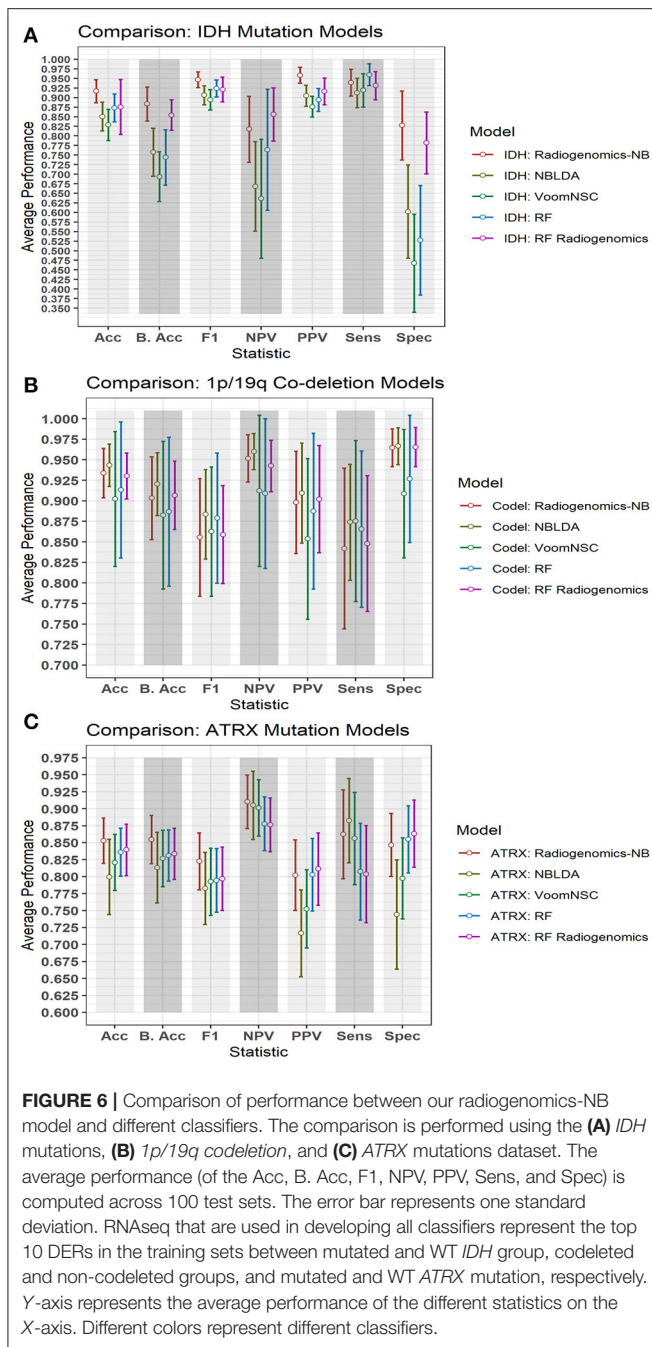 A
Comparison: IDH Mutation Models
1.000
0.975
0.950
0.925
0.900
0.875
0.850
0.825
0.800
0.775
0.750
0.725
0.700
0.675
0.650
0.625
0.600
0.575
0.550
0.525
0.500
0.475
0.450
0.425
0.400
0.375
0.350
Average Performance
Acc B. Acc F1 NPV PPV Sens Spec
Statistic
Model
IDH: Radiogenomics-NB
IDH: NBLDA
IDH: VoomNSC
IDH: RF
IDH: RF Radiogenomics
B
Comparison: 1p/19q Co-deletion Models
1.000
0.975
0.950
0.925
0.900
0.875
0.850
0.825
0.800
0.775
0.750
0.725
0.700
Average Performance
Acc B. Acc F1 NPV PPV Sens Spec
Statistic
Model
Codel: Radiogenomics-NB
Codel: NBLDA
Codel: VoomNSC
Codel: RF
Codel: RF Radiogenomics
C
Comparison: ATRX Mutation Models
0.975
0.950
0.925
0.900
0.875
0.850
0.825
0.800
0.775
0.750
0.725
0.700
0.675
0.650
0.625
0.600
Average Performance
Acc B. Acc F1 NPV PPV Sens Spec
Statistic
Model
ATRX: Radiogenomics-NB
ATRX: NBLDA
ATRX: VoomNSC
ATRX: RF
ATRX: RF Radiogenomics
FIGURE 6 | Comparison of performance between our radiogenomics-NB
model and different classifiers. The comparison is performed using the (A) IDH
mutations, (B) 1p/19q codeletion, and (C) ATRX mutations dataset. The
average performance (of the Acc, B. Acc, F1, NPV, PPV, Sens, and Spec) is
computed across 100 test sets. The error bar represents one standard
deviation. RNAseq that are used in developing all classifiers represent the top
10 DERs in the training sets between mutated and WT IDH group, codeleted
and non-codeleted groups, and mutated and WT ATRX mutation, respectively.
Y-axis represents the average performance of the different statistics on the
X-axis. Different colors represent different classifiers.